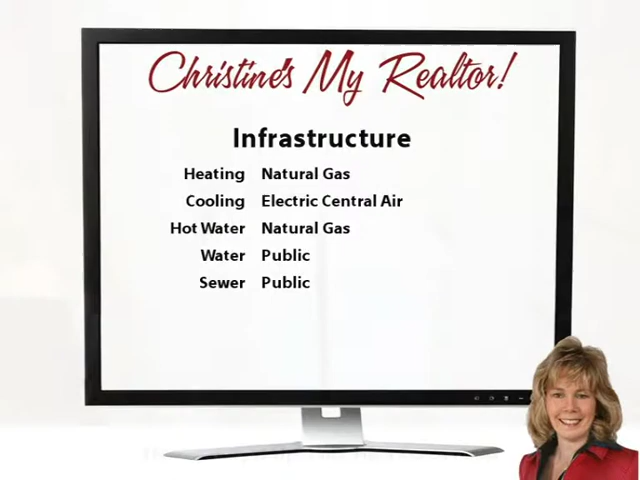 Christine's My Realtor!
Infrastructure
Heating Natural Gas
Cooling Electric Central Air
Hot Water Natural Gas
Water Public
Sewer Public